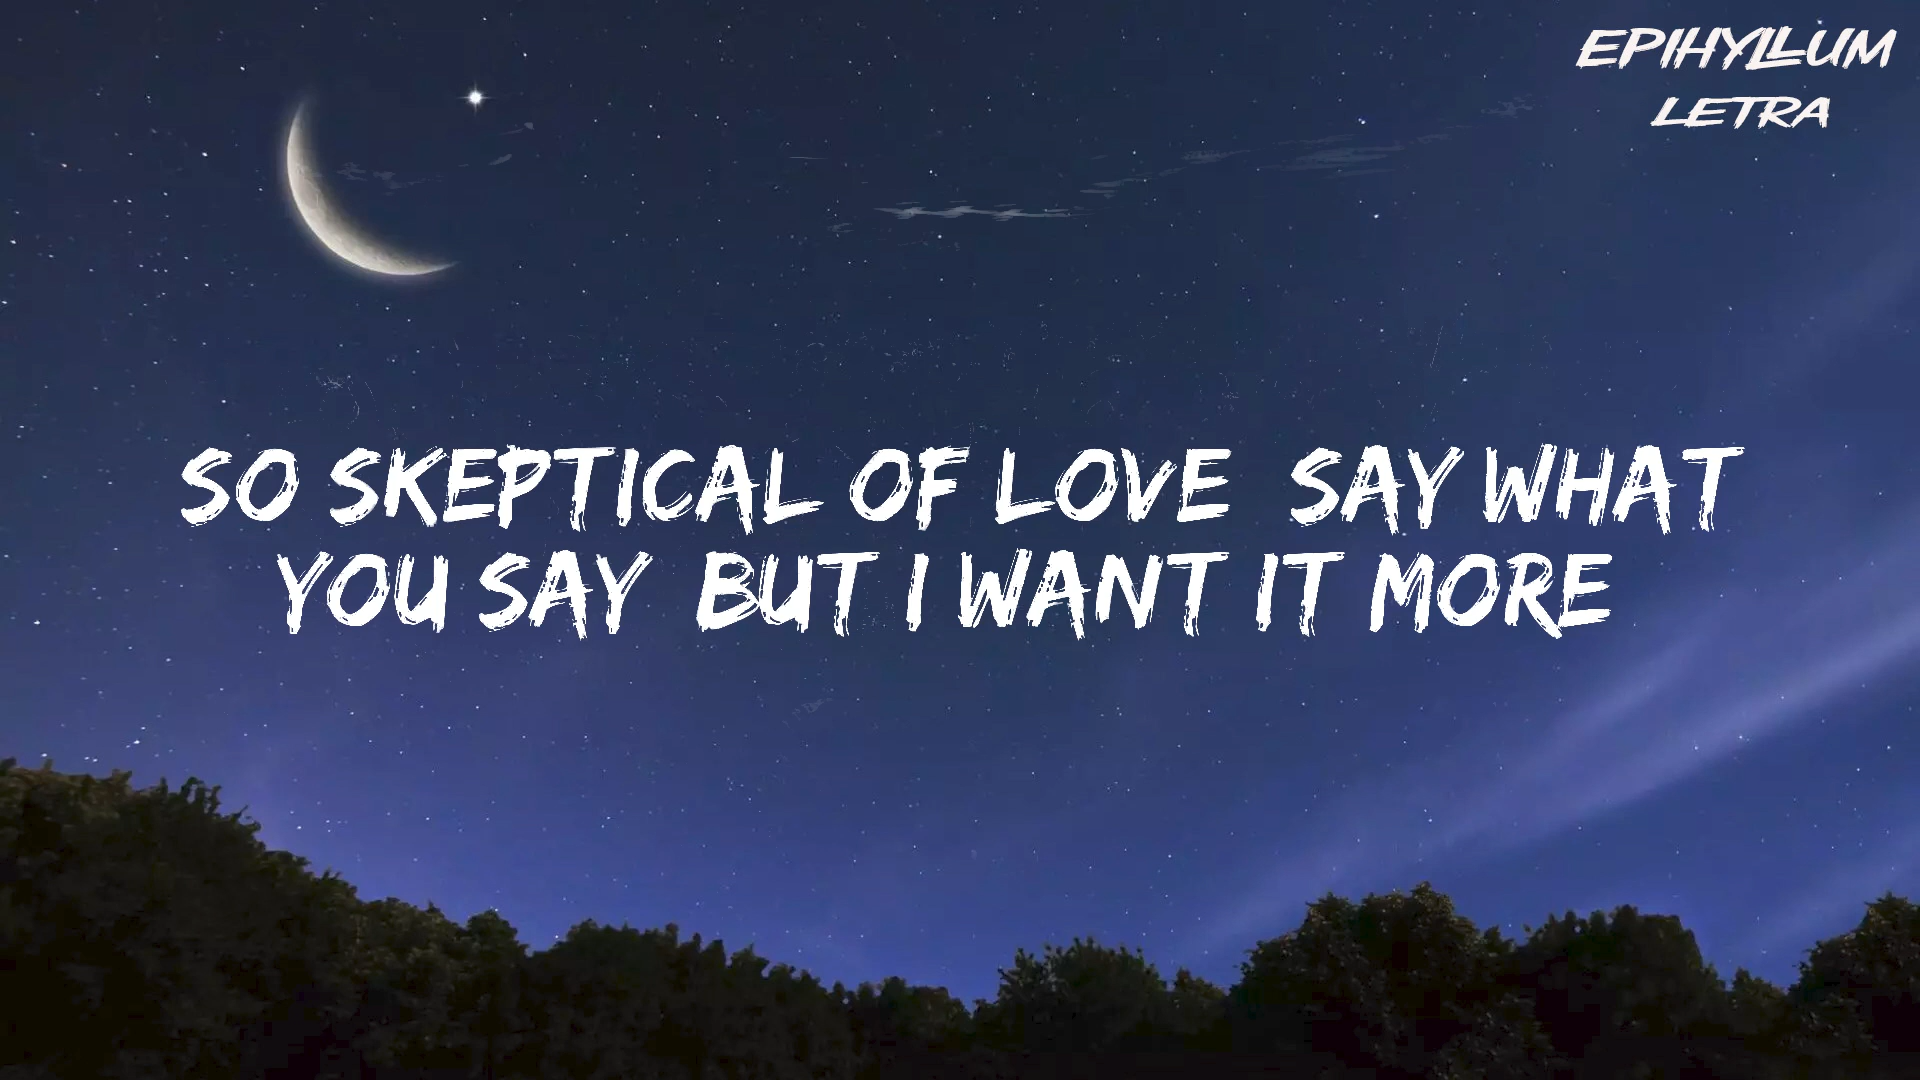 EPIHYLLUM
LETRA
SO SKEPTICAL OF LOVE  SAY WHAT
YOU SAY  BUT I WANT IT MORE